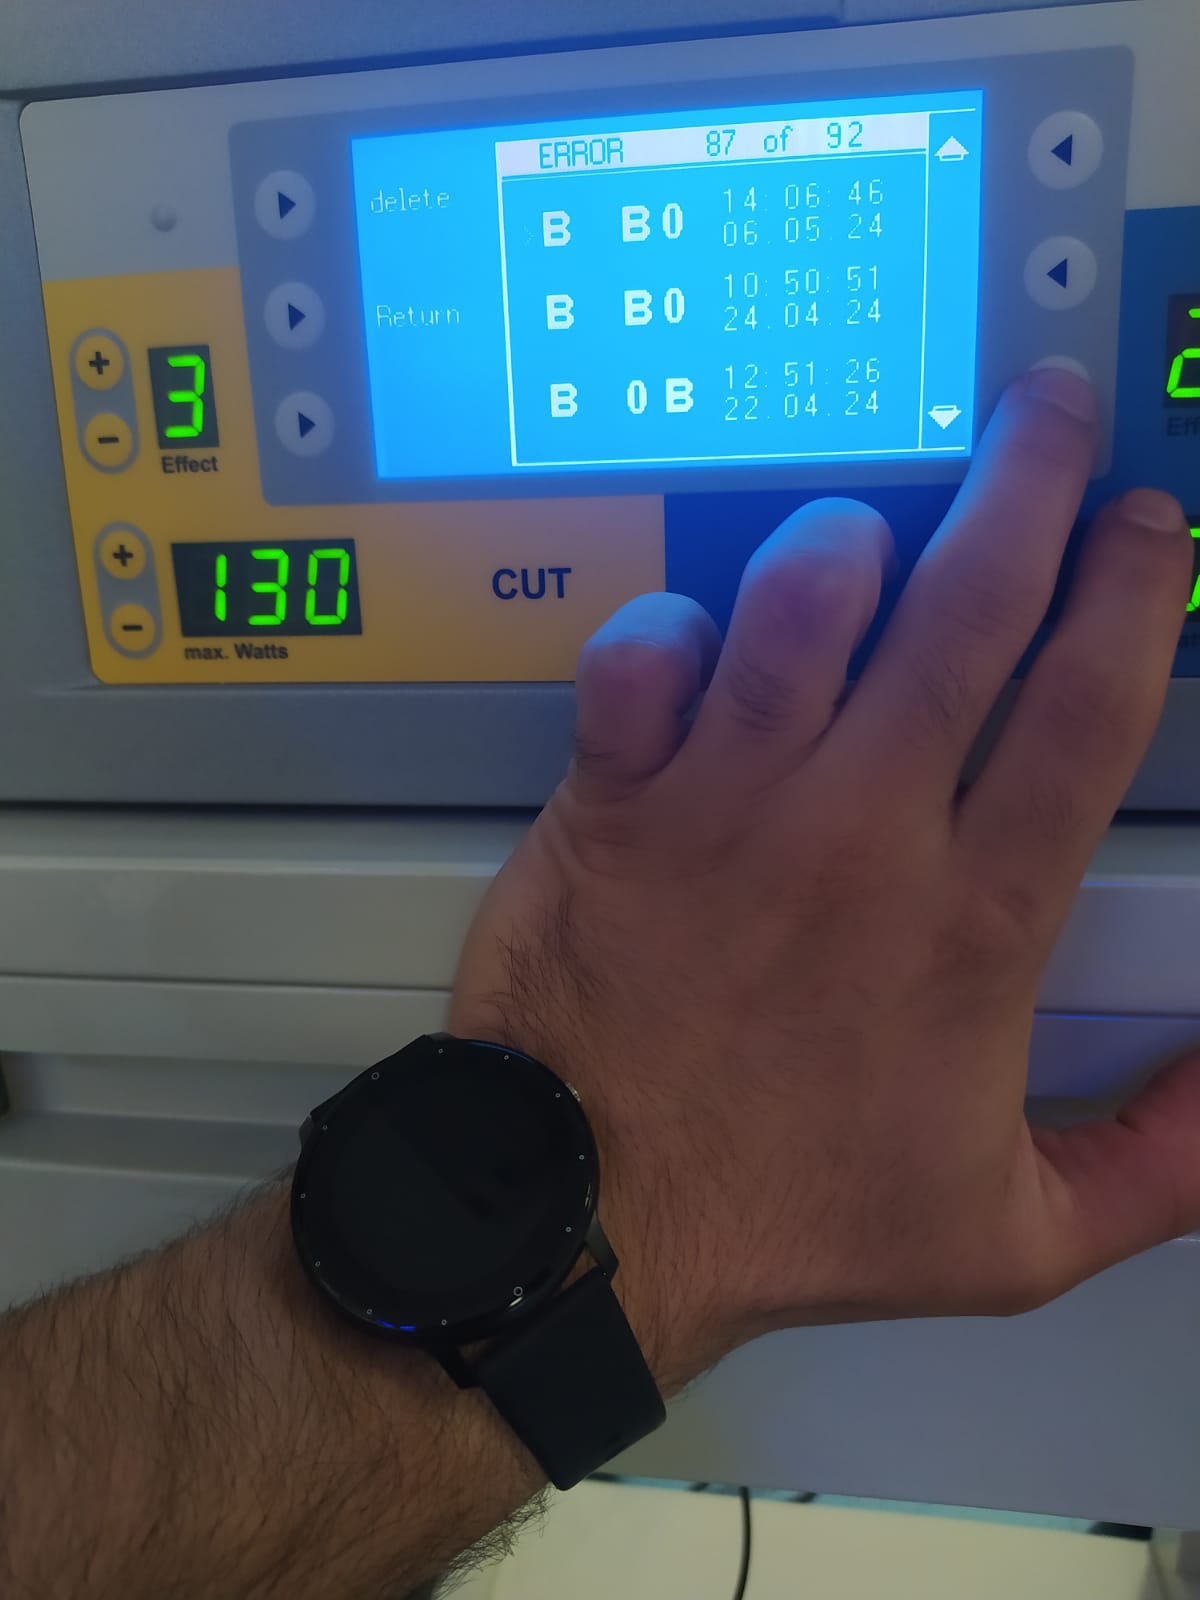 ERROR 87 of 92
delete
B B0 14:06:46
06.05.24
Return
B B0 10:50:51
24.04.24
B 0B 12:51:26
22.04.24
+
3
−
Effect
+
130
−
max. Watts
CUT